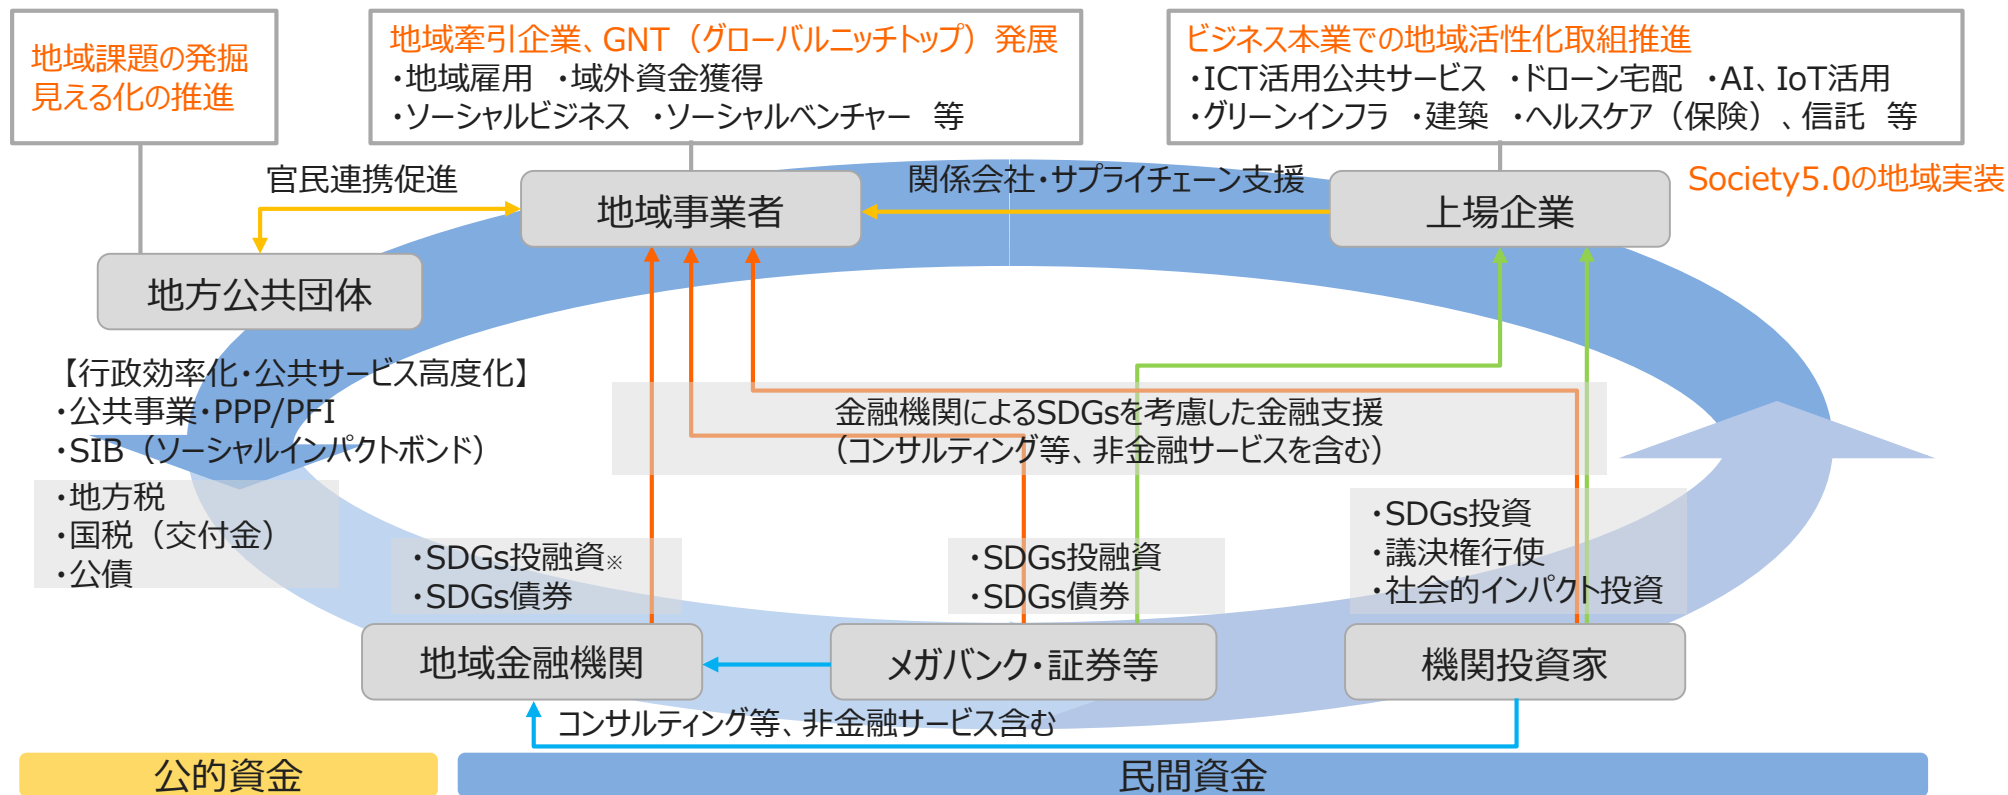 地域課題の発掘
見える化の推進
地域牽引企業、GNT（グローバルニッチトップ）発展
・地域雇用　・域外資金獲得
・ソーシャルビジネス　・ソーシャルベンチャー　等
ビジネス本業での地域活性化取組推進
・ICT活用公共サービス　・ドローン宅配　・AI、IoT活用
・グリーンインフラ　・建築　・ヘルスケア（保険）、信託　等
官民連携促進
関係会社・サプライチェーン支援
Society5.0の地域実装
地域事業者
上場企業
地方公共団体
【行政効率化・公共サービス高度化】
・公共事業・PPP/PFI
・SIB（ソーシャルインパクトボンド）
金融機関によるSDGsを考慮した金融支援
（コンサルティング等、非金融サービスを含む）
・地方税
・国税（交付金）
・公債
・SDGs投融資※
・SDGs債券
・SDGs投融資
・SDGs債券
・SDGs投資
・議決権行使
・社会的インパクト投資
地域金融機関
メガバンク・証券等
機関投資家
コンサルティング等、非金融サービス含む
公的資金
民間資金